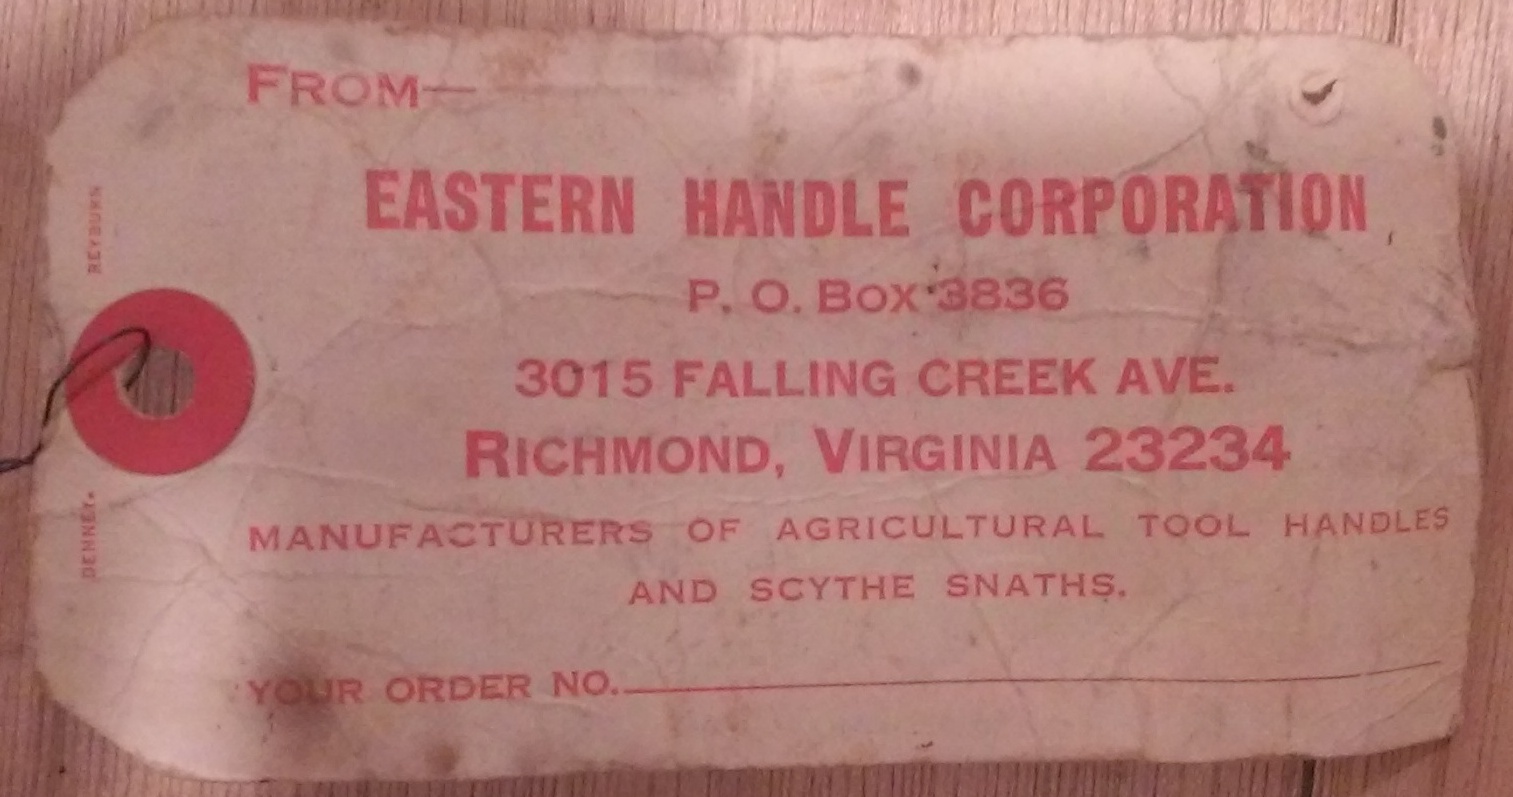 FROM—
EASTERN HANDLE CORPORATION
P. O. BOX 3836
3015 FALLING CREEK AVE.
RICHMOND, VIRGINIA 23234
MANUFACTURERS OF AGRICULTURAL TOOL HANDLES
AND SCYTHE SNATHS.
YOUR ORDER NO.
DENNEY.
REYBURN